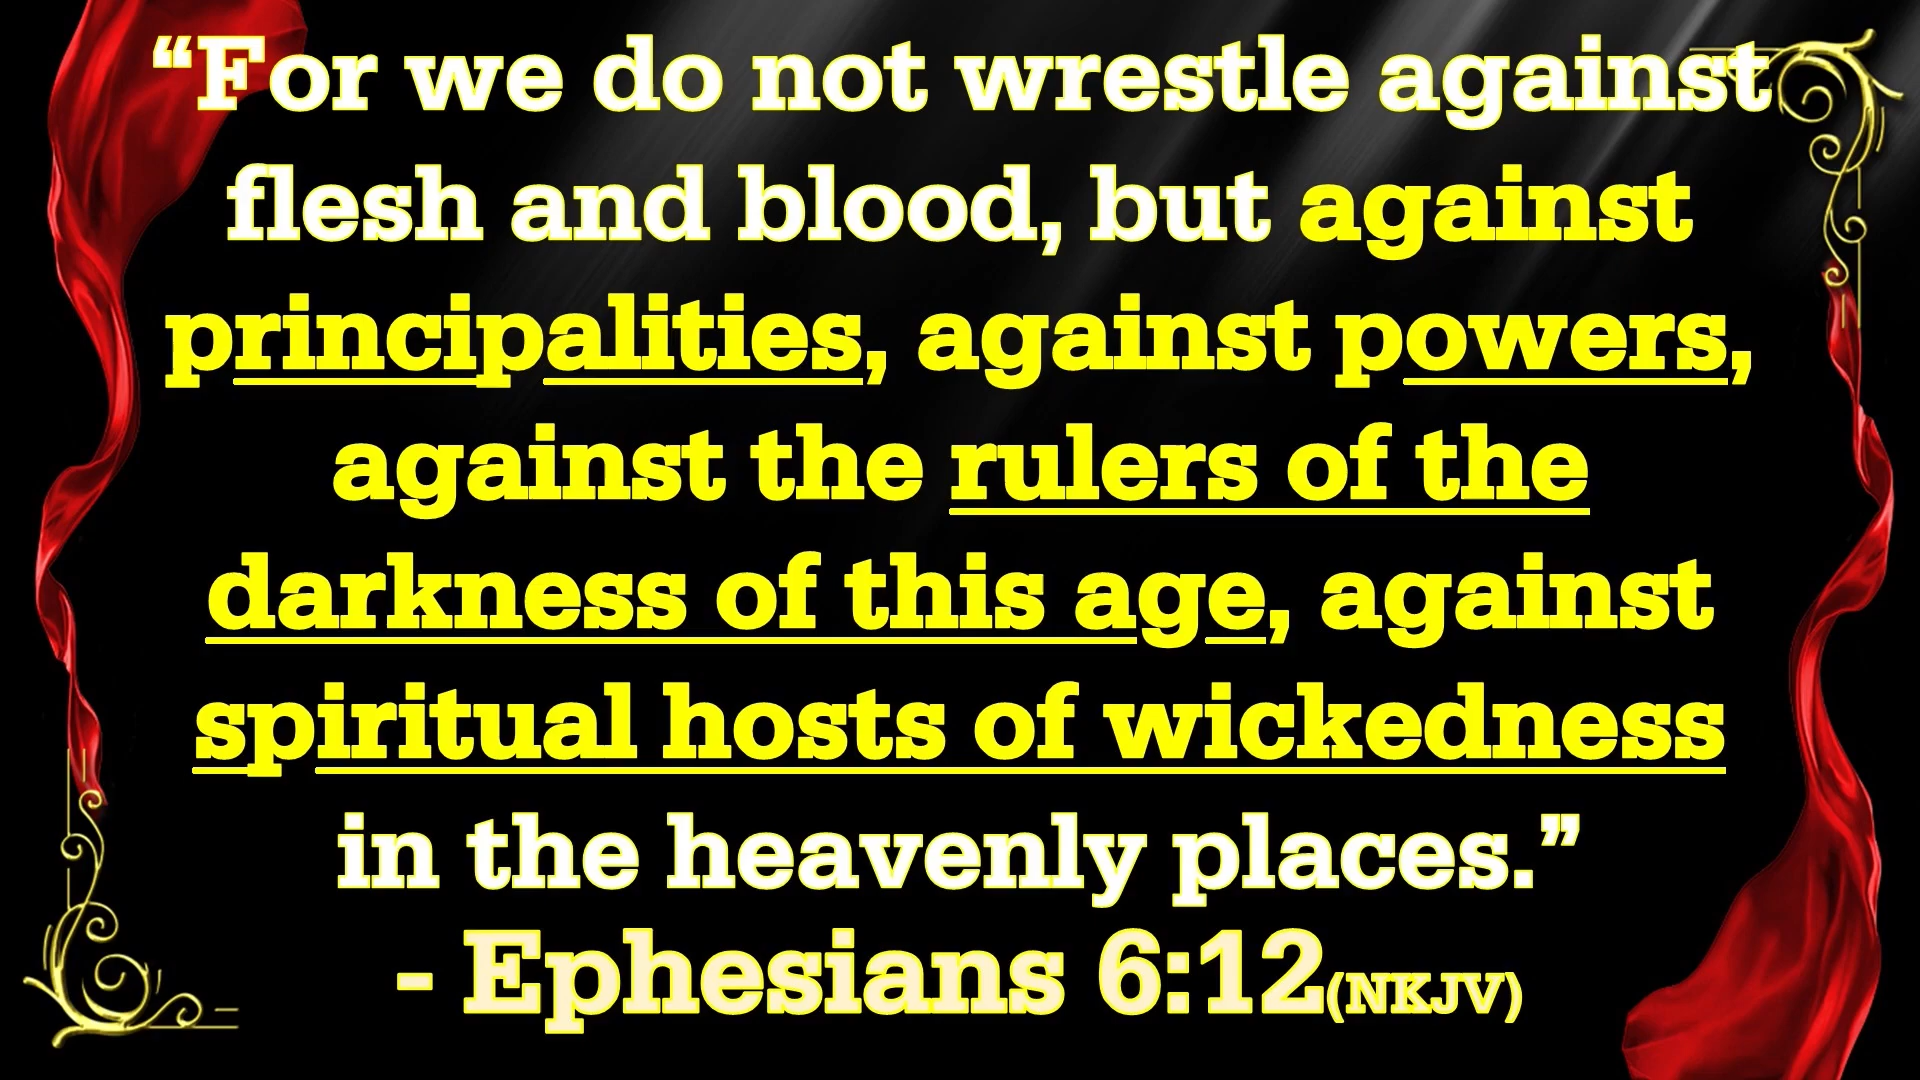 “For we do not wrestle against
flesh and blood, but against
principalities, against powers,
against the rulers of the
darkness of this age, against
spiritual hosts of wickedness
in the heavenly places.”
- Ephesians 6:12(NKJV)